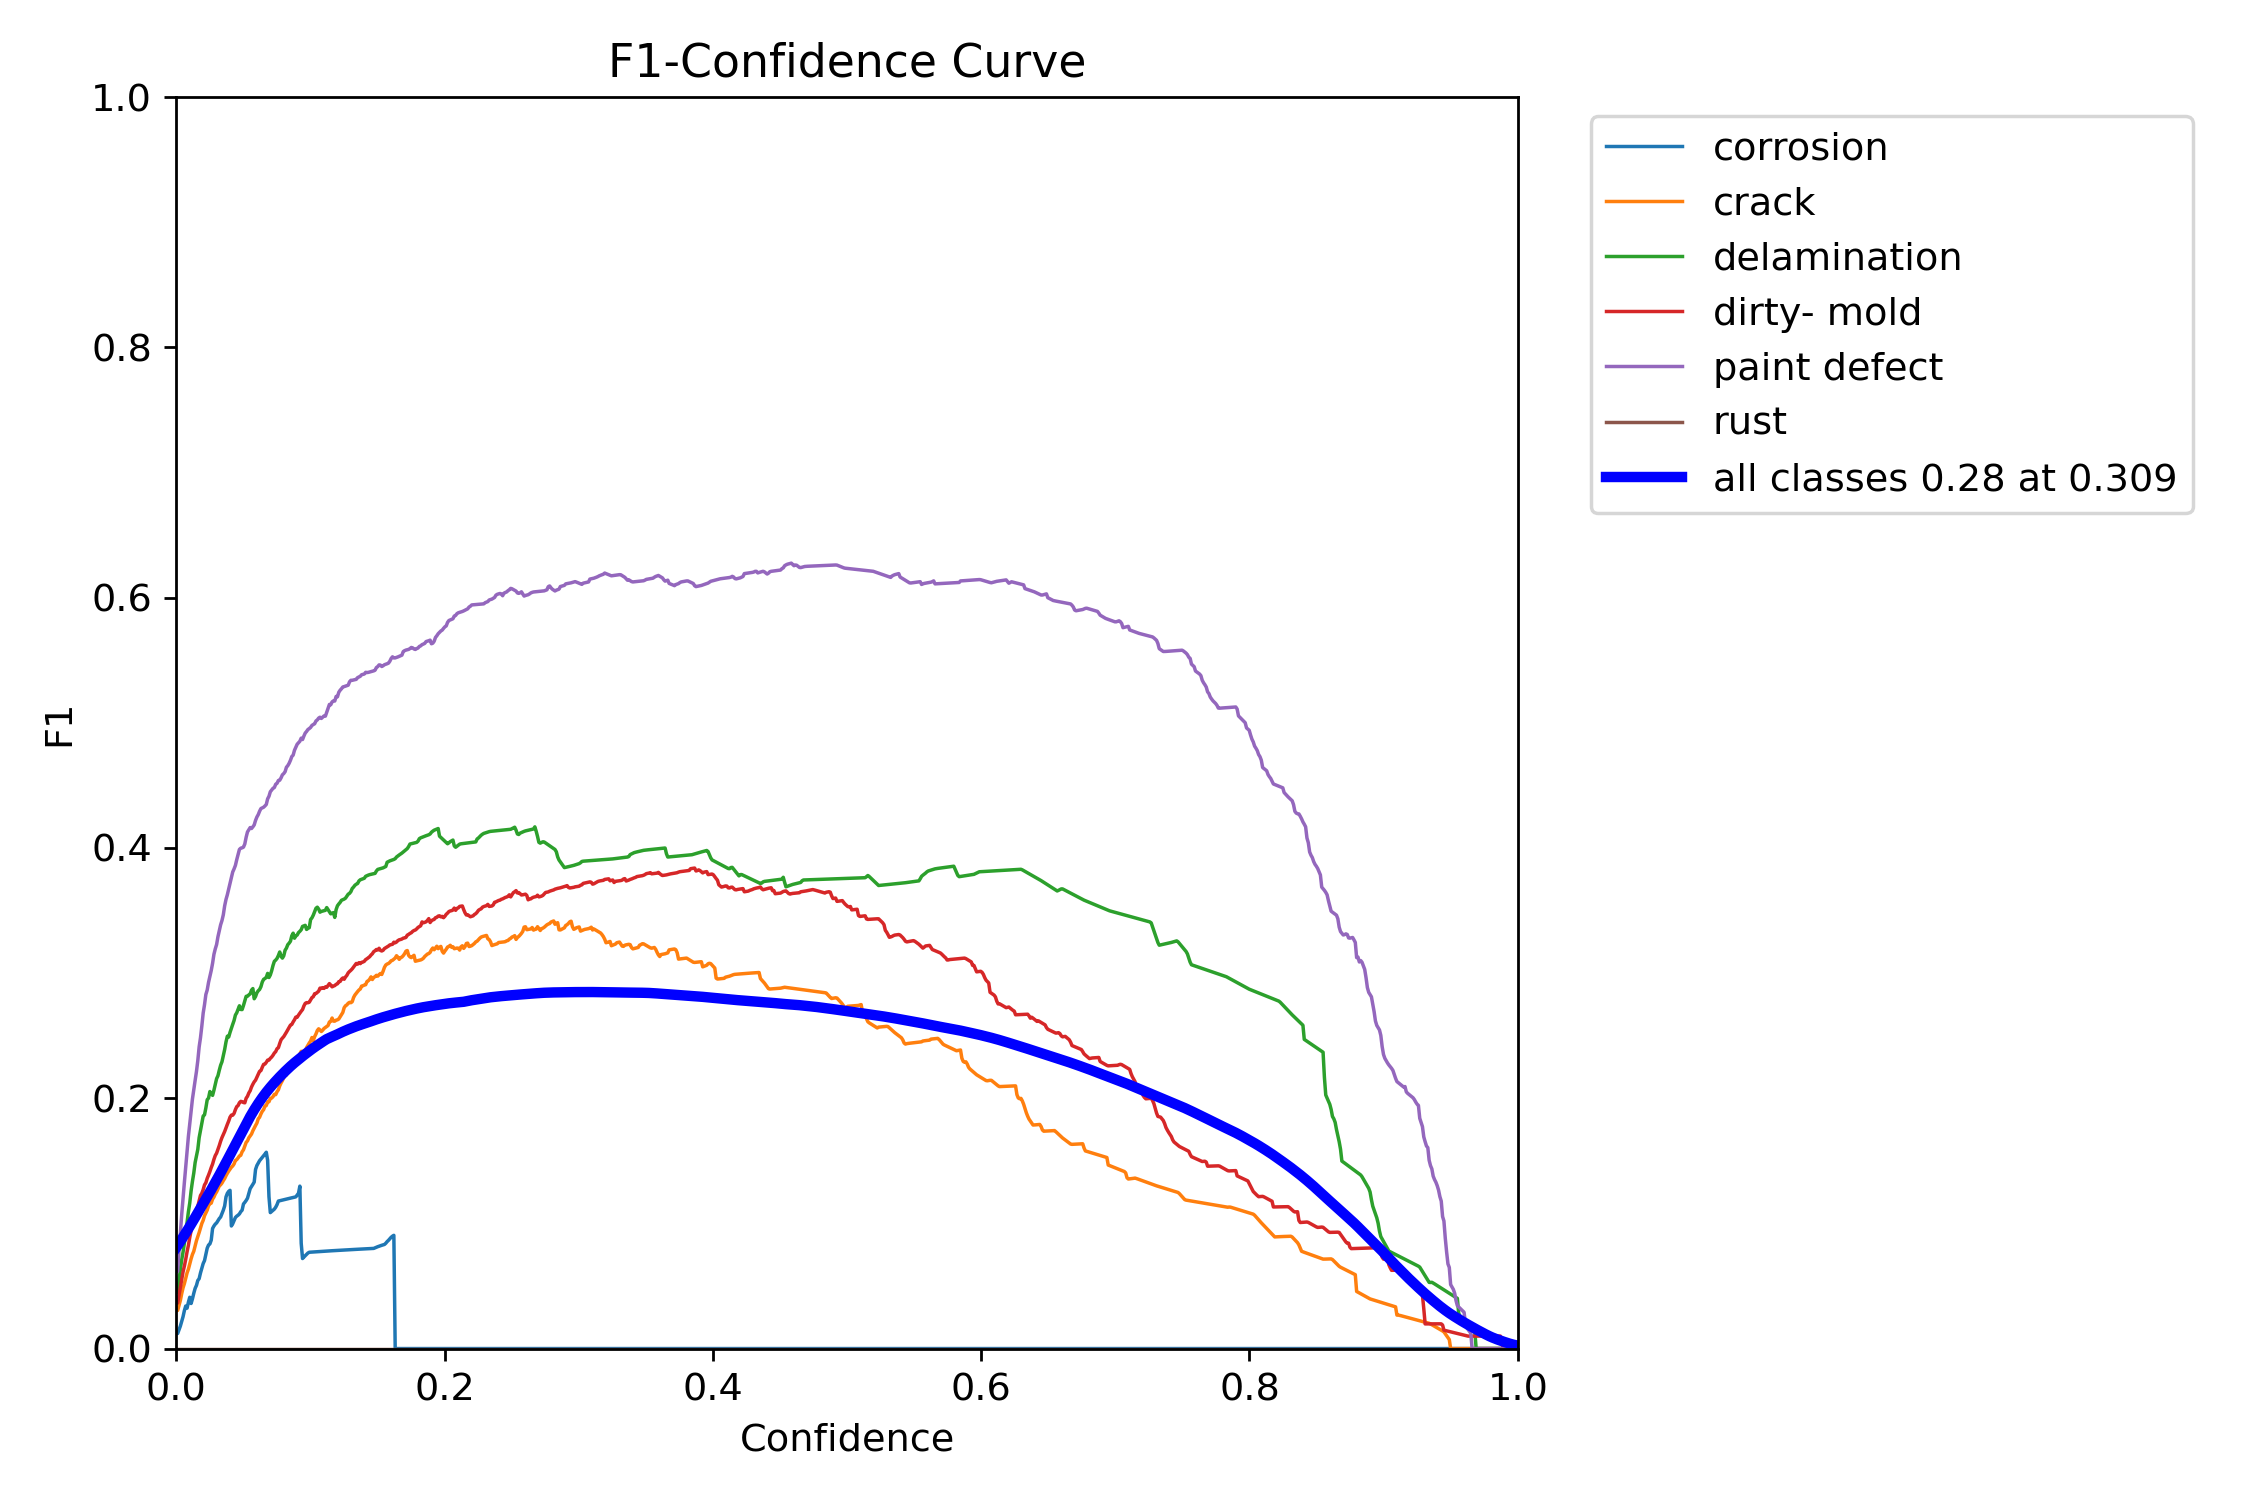 F1-Confidence Curve
1.0
0.8
0.6
0.4
0.2
0.0
F1
0.0 0.2 0.4 0.6 0.8 1.0
Confidence
corrosion
crack
delamination
dirty- mold
paint defect
rust
all classes 0.28 at 0.309